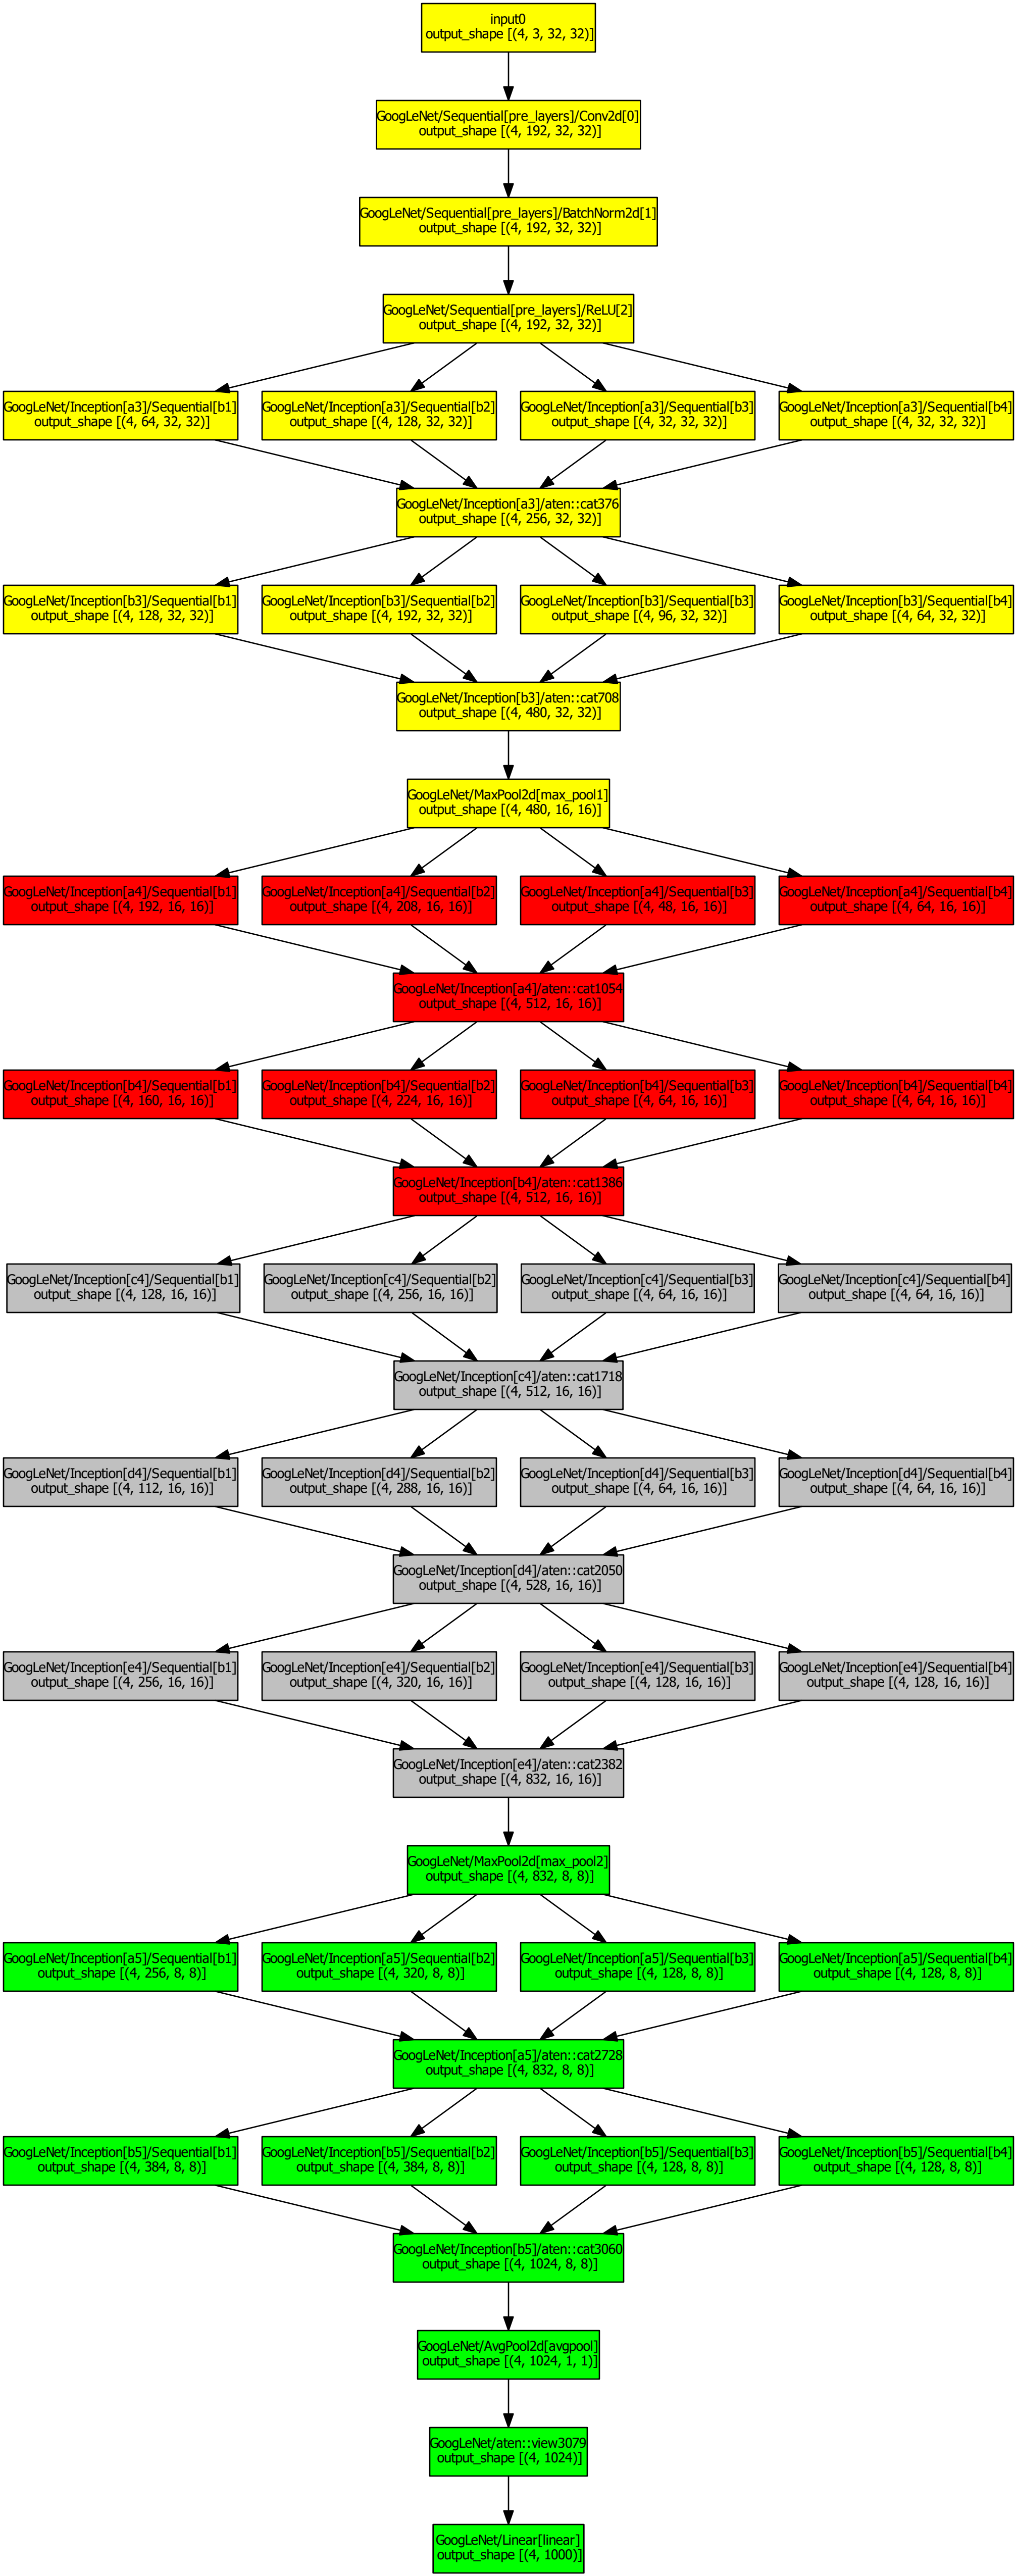 input0
output_shape [(4, 3, 32, 32)]
GoogLeNet/Sequential[pre_layers]/Conv2d[0]
output_shape [(4, 192, 32, 32)]
GoogLeNet/Sequential[pre_layers]/BatchNorm2d[1]
output_shape [(4, 192, 32, 32)]
GoogLeNet/Sequential[pre_layers]/ReLU[2]
output_shape [(4, 192, 32, 32)]
GoogLeNet/Inception[a3]/Sequential[b1]
output_shape [(4, 64, 32, 32)]
GoogLeNet/Inception[a3]/Sequential[b2]
output_shape [(4, 128, 32, 32)]
GoogLeNet/Inception[a3]/Sequential[b3]
output_shape [(4, 32, 32, 32)]
GoogLeNet/Inception[a3]/Sequential[b4]
output_shape [(4, 32, 32, 32)]
GoogLeNet/Inception[a3]/aten::cat376
output_shape [(4, 256, 32, 32)]
GoogLeNet/Inception[b3]/Sequential[b1]
output_shape [(4, 128, 32, 32)]
GoogLeNet/Inception[b3]/Sequential[b2]
output_shape [(4, 192, 32, 32)]
GoogLeNet/Inception[b3]/Sequential[b3]
output_shape [(4, 96, 32, 32)]
GoogLeNet/Inception[b3]/Sequential[b4]
output_shape [(4, 64, 32, 32)]
GoogLeNet/Inception[b3]/aten::cat708
output_shape [(4, 480, 32, 32)]
GoogLeNet/MaxPool2d[max_pool1]
output_shape [(4, 480, 16, 16)]
GoogLeNet/Inception[a4]/Sequential[b1]
output_shape [(4, 192, 16, 16)]
GoogLeNet/Inception[a4]/Sequential[b2]
output_shape [(4, 208, 16, 16)]
GoogLeNet/Inception[a4]/Sequential[b3]
output_shape [(4, 48, 16, 16)]
GoogLeNet/Inception[a4]/Sequential[b4]
output_shape [(4, 64, 16, 16)]
GoogLeNet/Inception[a4]/aten::cat1054
output_shape [(4, 512, 16, 16)]
GoogLeNet/Inception[b4]/Sequential[b1]
output_shape [(4, 160, 16, 16)]
GoogLeNet/Inception[b4]/Sequential[b2]
output_shape [(4, 224, 16, 16)]
GoogLeNet/Inception[b4]/Sequential[b3]
output_shape [(4, 64, 16, 16)]
GoogLeNet/Inception[b4]/Sequential[b4]
output_shape [(4, 64, 16, 16)]
GoogLeNet/Inception[b4]/aten::cat1386
output_shape [(4, 512, 16, 16)]
GoogLeNet/Inception[c4]/Sequential[b1]
output_shape [(4, 128, 16, 16)]
GoogLeNet/Inception[c4]/Sequential[b2]
output_shape [(4, 256, 16, 16)]
GoogLeNet/Inception[c4]/Sequential[b3]
output_shape [(4, 64, 16, 16)]
GoogLeNet/Inception[c4]/Sequential[b4]
output_shape [(4, 64, 16, 16)]
GoogLeNet/Inception[c4]/aten::cat1718
output_shape [(4, 512, 16, 16)]
GoogLeNet/Inception[d4]/Sequential[b1]
output_shape [(4, 112, 16, 16)]
GoogLeNet/Inception[d4]/Sequential[b2]
output_shape [(4, 288, 16, 16)]
GoogLeNet/Inception[d4]/Sequential[b3]
output_shape [(4, 64, 16, 16)]
GoogLeNet/Inception[d4]/Sequential[b4]
output_shape [(4, 64, 16, 16)]
GoogLeNet/Inception[d4]/aten::cat2050
output_shape [(4, 528, 16, 16)]
GoogLeNet/Inception[e4]/Sequential[b1]
output_shape [(4, 256, 16, 16)]
GoogLeNet/Inception[e4]/Sequential[b2]
output_shape [(4, 320, 16, 16)]
GoogLeNet/Inception[e4]/Sequential[b3]
output_shape [(4, 128, 16, 16)]
GoogLeNet/Inception[e4]/Sequential[b4]
output_shape [(4, 128, 16, 16)]
GoogLeNet/Inception[e4]/aten::cat2382
output_shape [(4, 832, 16, 16)]
GoogLeNet/MaxPool2d[max_pool2]
output_shape [(4, 832, 8, 8)]
GoogLeNet/Inception[a5]/Sequential[b1]
output_shape [(4, 256, 8, 8)]
GoogLeNet/Inception[a5]/Sequential[b2]
output_shape [(4, 320, 8, 8)]
GoogLeNet/Inception[a5]/Sequential[b3]
output_shape [(4, 128, 8, 8)]
GoogLeNet/Inception[a5]/Sequential[b4]
output_shape [(4, 128, 8, 8)]
GoogLeNet/Inception[a5]/aten::cat2728
output_shape [(4, 832, 8, 8)]
GoogLeNet/Inception[b5]/Sequential[b1]
output_shape [(4, 384, 8, 8)]
GoogLeNet/Inception[b5]/Sequential[b2]
output_shape [(4, 384, 8, 8)]
GoogLeNet/Inception[b5]/Sequential[b3]
output_shape [(4, 128, 8, 8)]
GoogLeNet/Inception[b5]/Sequential[b4]
output_shape [(4, 128, 8, 8)]
GoogLeNet/Inception[b5]/aten::cat3060
output_shape [(4, 1024, 8, 8)]
GoogLeNet/AvgPool2d[avgpool]
output_shape [(4, 1024, 1, 1)]
GoogLeNet/aten::view3079
output_shape [(4, 1024)]
GoogLeNet/Linear[linear]
output_shape [(4, 1000)]